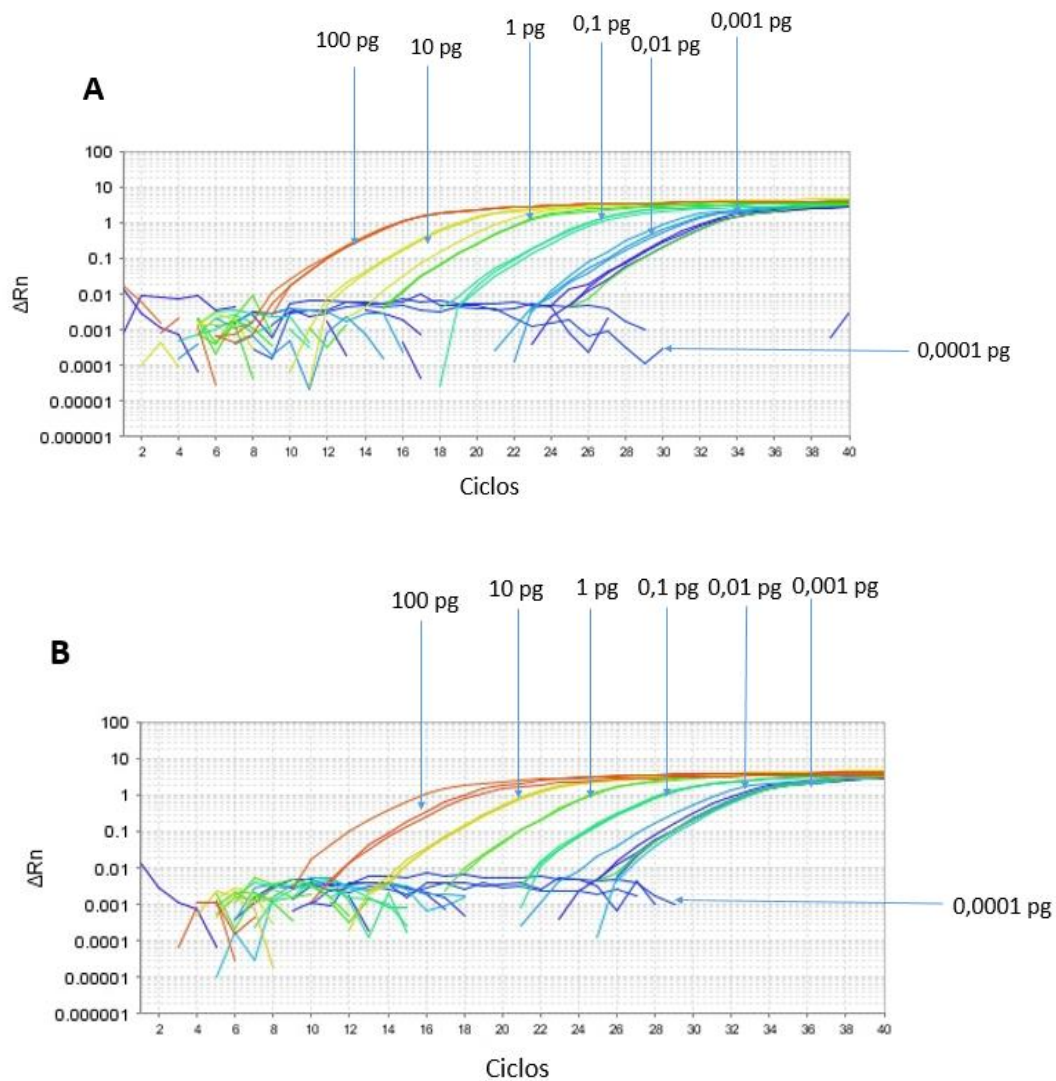 100 pg
10 pg
1 pg
0,1 pg
0,01 pg
0,001 pg
A
100
10
1
0.1
0.01
0.001
0.0001
0.00001
0.000001
ΔRn
0,0001 pg
2 4 6 8 10 12 14 16 18 20 22 24 26 28 30 32 34 36 38 40
Ciclos
100 pg
10 pg
1 pg
0,1 pg
0,01 pg
0,001 pg
B
100
10
1
0.1
0.01
0.001
0.0001
0.00001
0.000001
ΔRn
0,0001 pg
2 4 6 8 10 12 14 16 18 20 22 24 26 28 30 32 34 36 38 40
Ciclos